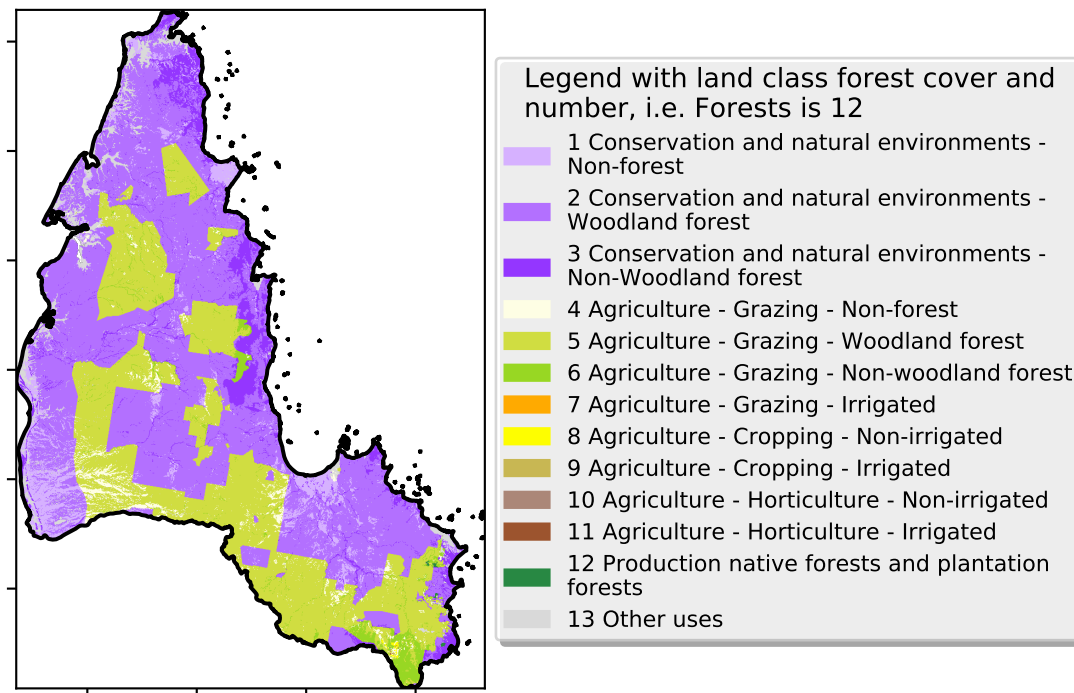 Legend with land class forest cover and
number, i.e. Forests is 12
1 Conservation and natural environments -
Non-forest
2 Conservation and natural environments -
Woodland forest
3 Conservation and natural environments -
Non-Woodland forest
4 Agriculture - Grazing - Non-forest
5 Agriculture - Grazing - Woodland forest
6 Agriculture - Grazing - Non-woodland forest
7 Agriculture - Grazing - Irrigated
8 Agriculture - Cropping - Non-irrigated
9 Agriculture - Cropping - Irrigated
10 Agriculture - Horticulture - Non-irrigated
11 Agriculture - Horticulture - Irrigated
12 Production native forests and plantation
forests
13 Other uses